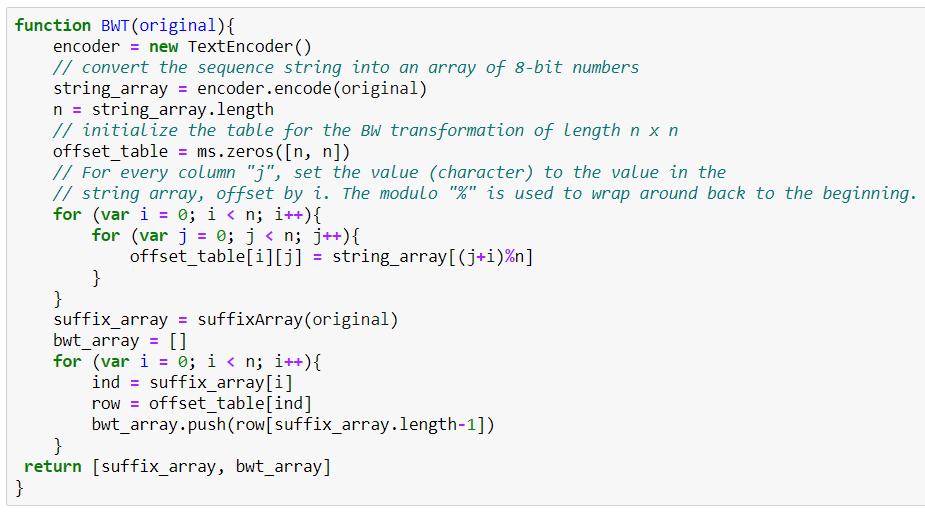 function BWT(original){
    encoder = new TextEncoder()
    // convert the sequence string into an array of 8-bit numbers
    string_array = encoder.encode(original)
    n = string_array.length
    // initialize the table for the BW transformation of length n x n
    offset_table = ms.zeros([n, n])
    // For every column "j", set the value (character) to the value in the
    // string array, offset by i. The modulo "%" is used to wrap around back to the beginning.
    for (var i = 0; i < n; i++){
        for (var j = 0; j < n; j++){
            offset_table[i][j] = string_array[(j+i)%n]
        }
    }
    suffix_array = suffixArray(original)
    bwt_array = []
    for (var i = 0; i < n; i++){
        ind = suffix_array[i]
        row = offset_table[ind]
        bwt_array.push(row[suffix_array.length-1])
    }
 return [suffix_array, bwt_array]
}